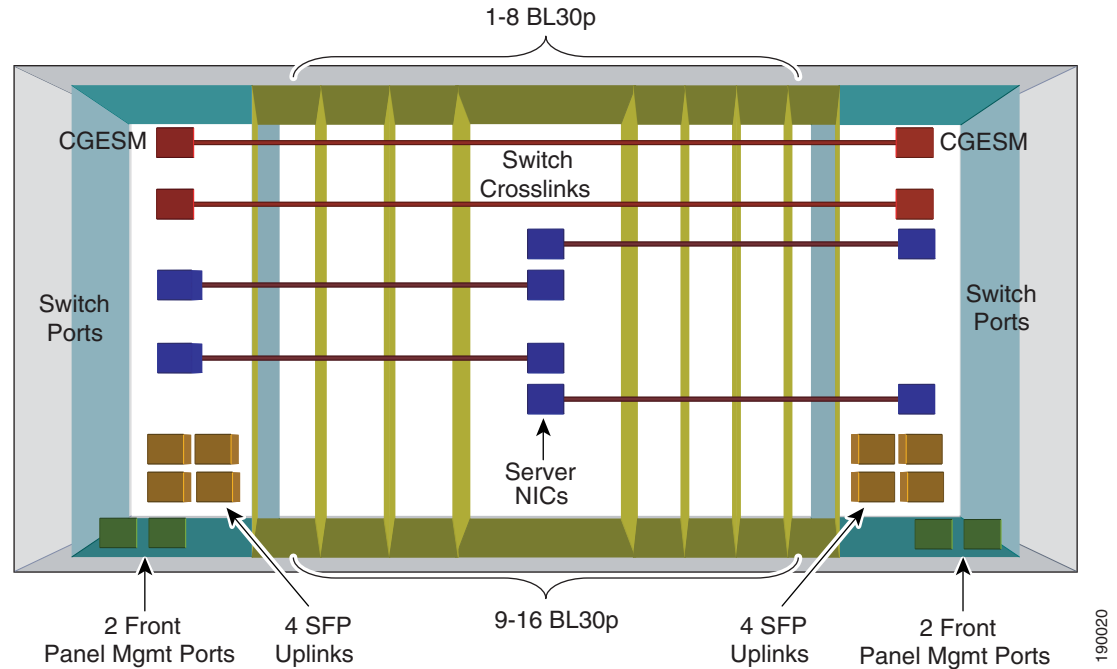 1-8 BL30p
CGESM
CGESM
Switch
Crosslinks
Switch
Ports
Switch
Ports
Server
NICs
2 Front
Panel Mgmt Ports
4 SFP
Uplinks
9-16 BL30p
4 SFP
Uplinks
2 Front
Panel Mgmt Ports
190020